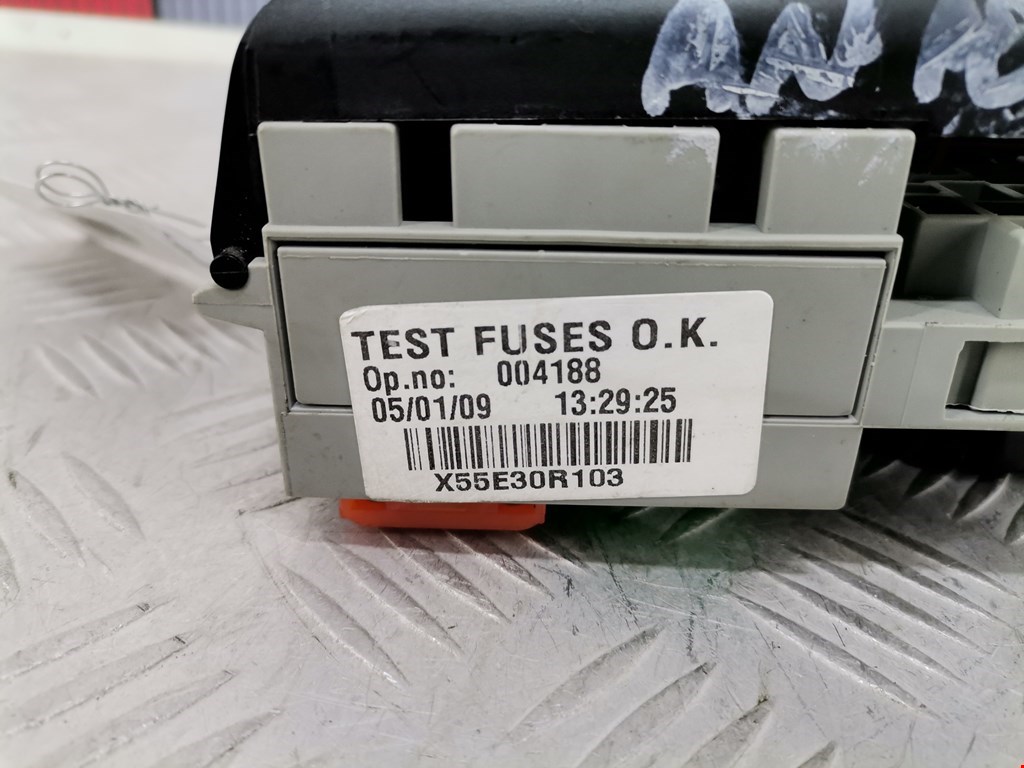 TEST FUSES O.K.
Op.no: 004188
05/01/09 13:29:25
X55E30R103